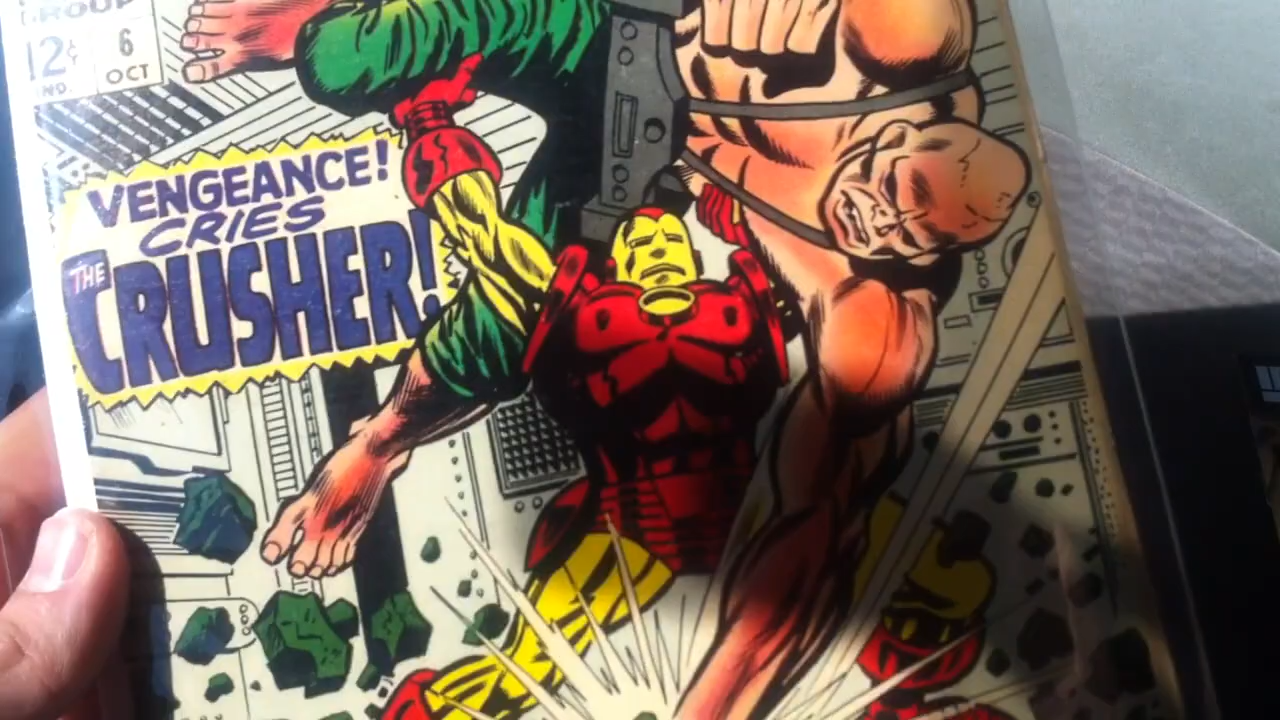 GROUP
12¢
IND.
6
OCT
VENGEANCE!
CRIES
THE
CRUSHER!